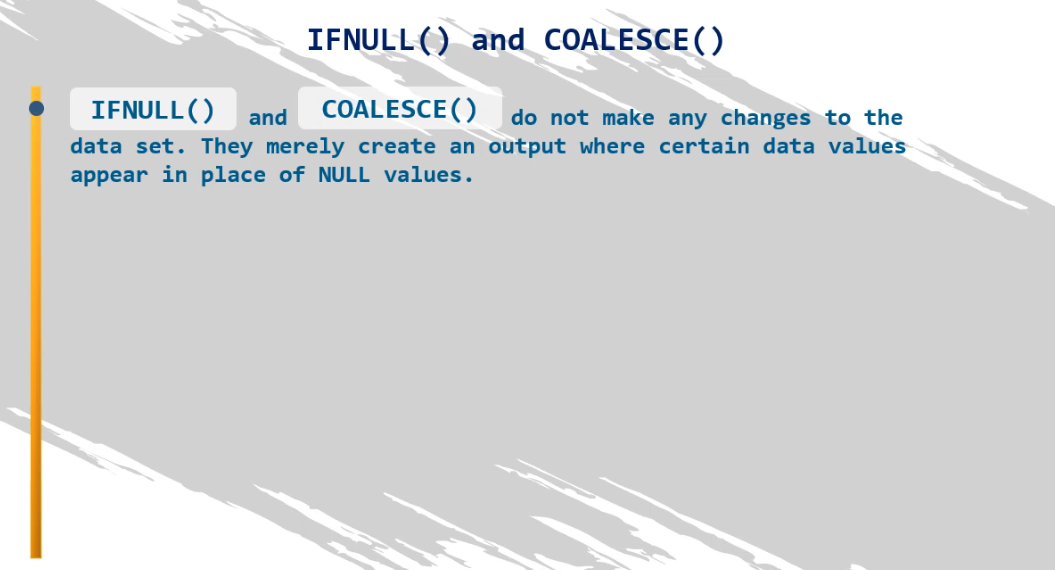 IFNULL() and COALESCE()
IFNULL() and COALESCE() do not make any changes to the
data set. They merely create an output where certain data values
appear in place of NULL values.